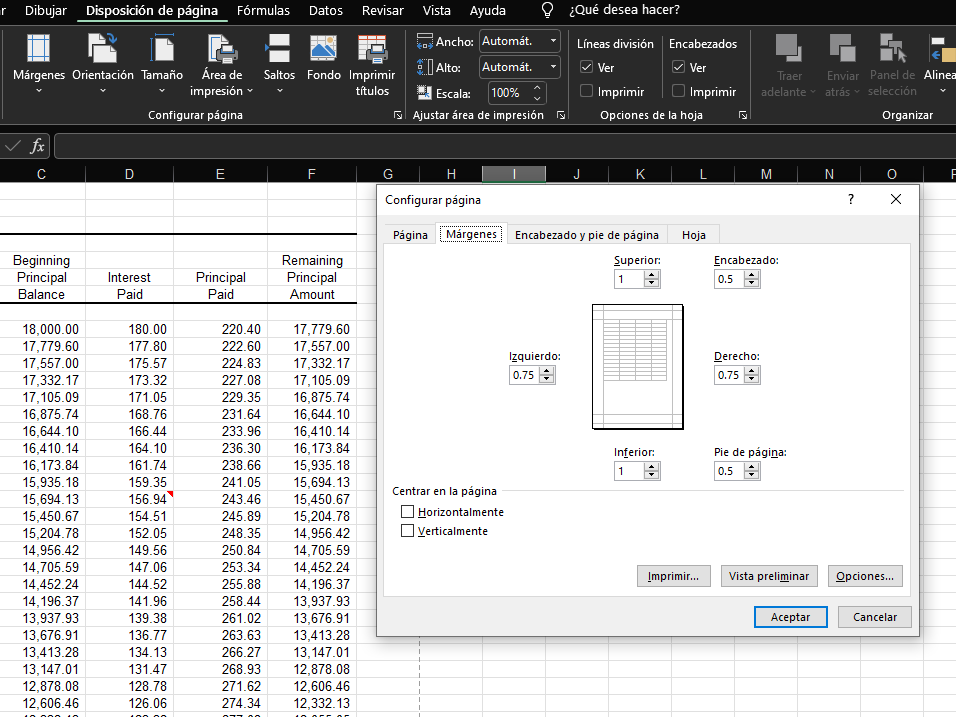 r Dibujar Disposición de página Fórmulas Datos Revisar Vista Ayuda ¿Qué desea hacer?
Márgenes Orientación Tamaño Área de impresión Saltos Fondo Imprimir títulos
Configurar página
Ancho: Automát.
Alto: Automát.
Escala: 100%
Ajustar área de impresión
Líneas división Encabezados
Ver Ver
Imprimir Imprimir
Opciones de la hoja
Traer adelante Enviar atrás Panel de selección Alinea
Organizar
fx
C D E F G H I J K L M N O
Beginning Remaining
Principal Interest Principal Principal
Balance Paid Paid Amount
18,000.00 180.00 220.40 17,779.60
17,779.60 177.80 222.60 17,557.00
17,557.00 175.57 224.83 17,332.17
17,332.17 173.32 227.08 17,105.09
17,105.09 171.05 229.35 16,875.74
16,875.74 168.76 231.64 16,644.10
16,644.10 166.44 233.96 16,410.14
16,410.14 164.10 236.30 16,173.84
16,173.84 161.74 238.66 15,935.18
15,935.18 159.35 241.05 15,694.13
15,694.13 156.94 243.46 15,450.67
15,450.67 154.51 245.89 15,204.78
15,204.78 152.05 248.35 14,956.42
14,956.42 149.56 250.84 14,705.59
14,705.59 147.06 253.34 14,452.24
14,452.24 144.52 255.88 14,196.37
14,196.37 141.96 258.44 13,937.93
13,937.93 139.38 261.02 13,676.91
13,676.91 136.77 263.63 13,413.28
13,413.28 134.13 266.27 13,147.01
13,147.01 131.47 268.93 12,878.08
12,878.08 128.78 271.62 12,606.46
12,606.46 126.06 274.34 12,332.13
Configurar página ?
Página Márgenes Encabezado y pie de página Hoja
Superior: Encabezado:
1 0.5
Izquierdo: Derecho:
0.75 0.75
Inferior: Pie de página:
1 0.5
Centrar en la página
Horizontalmente
Verticalmente
Imprimir... Vista preliminar Opciones...
Aceptar Cancelar